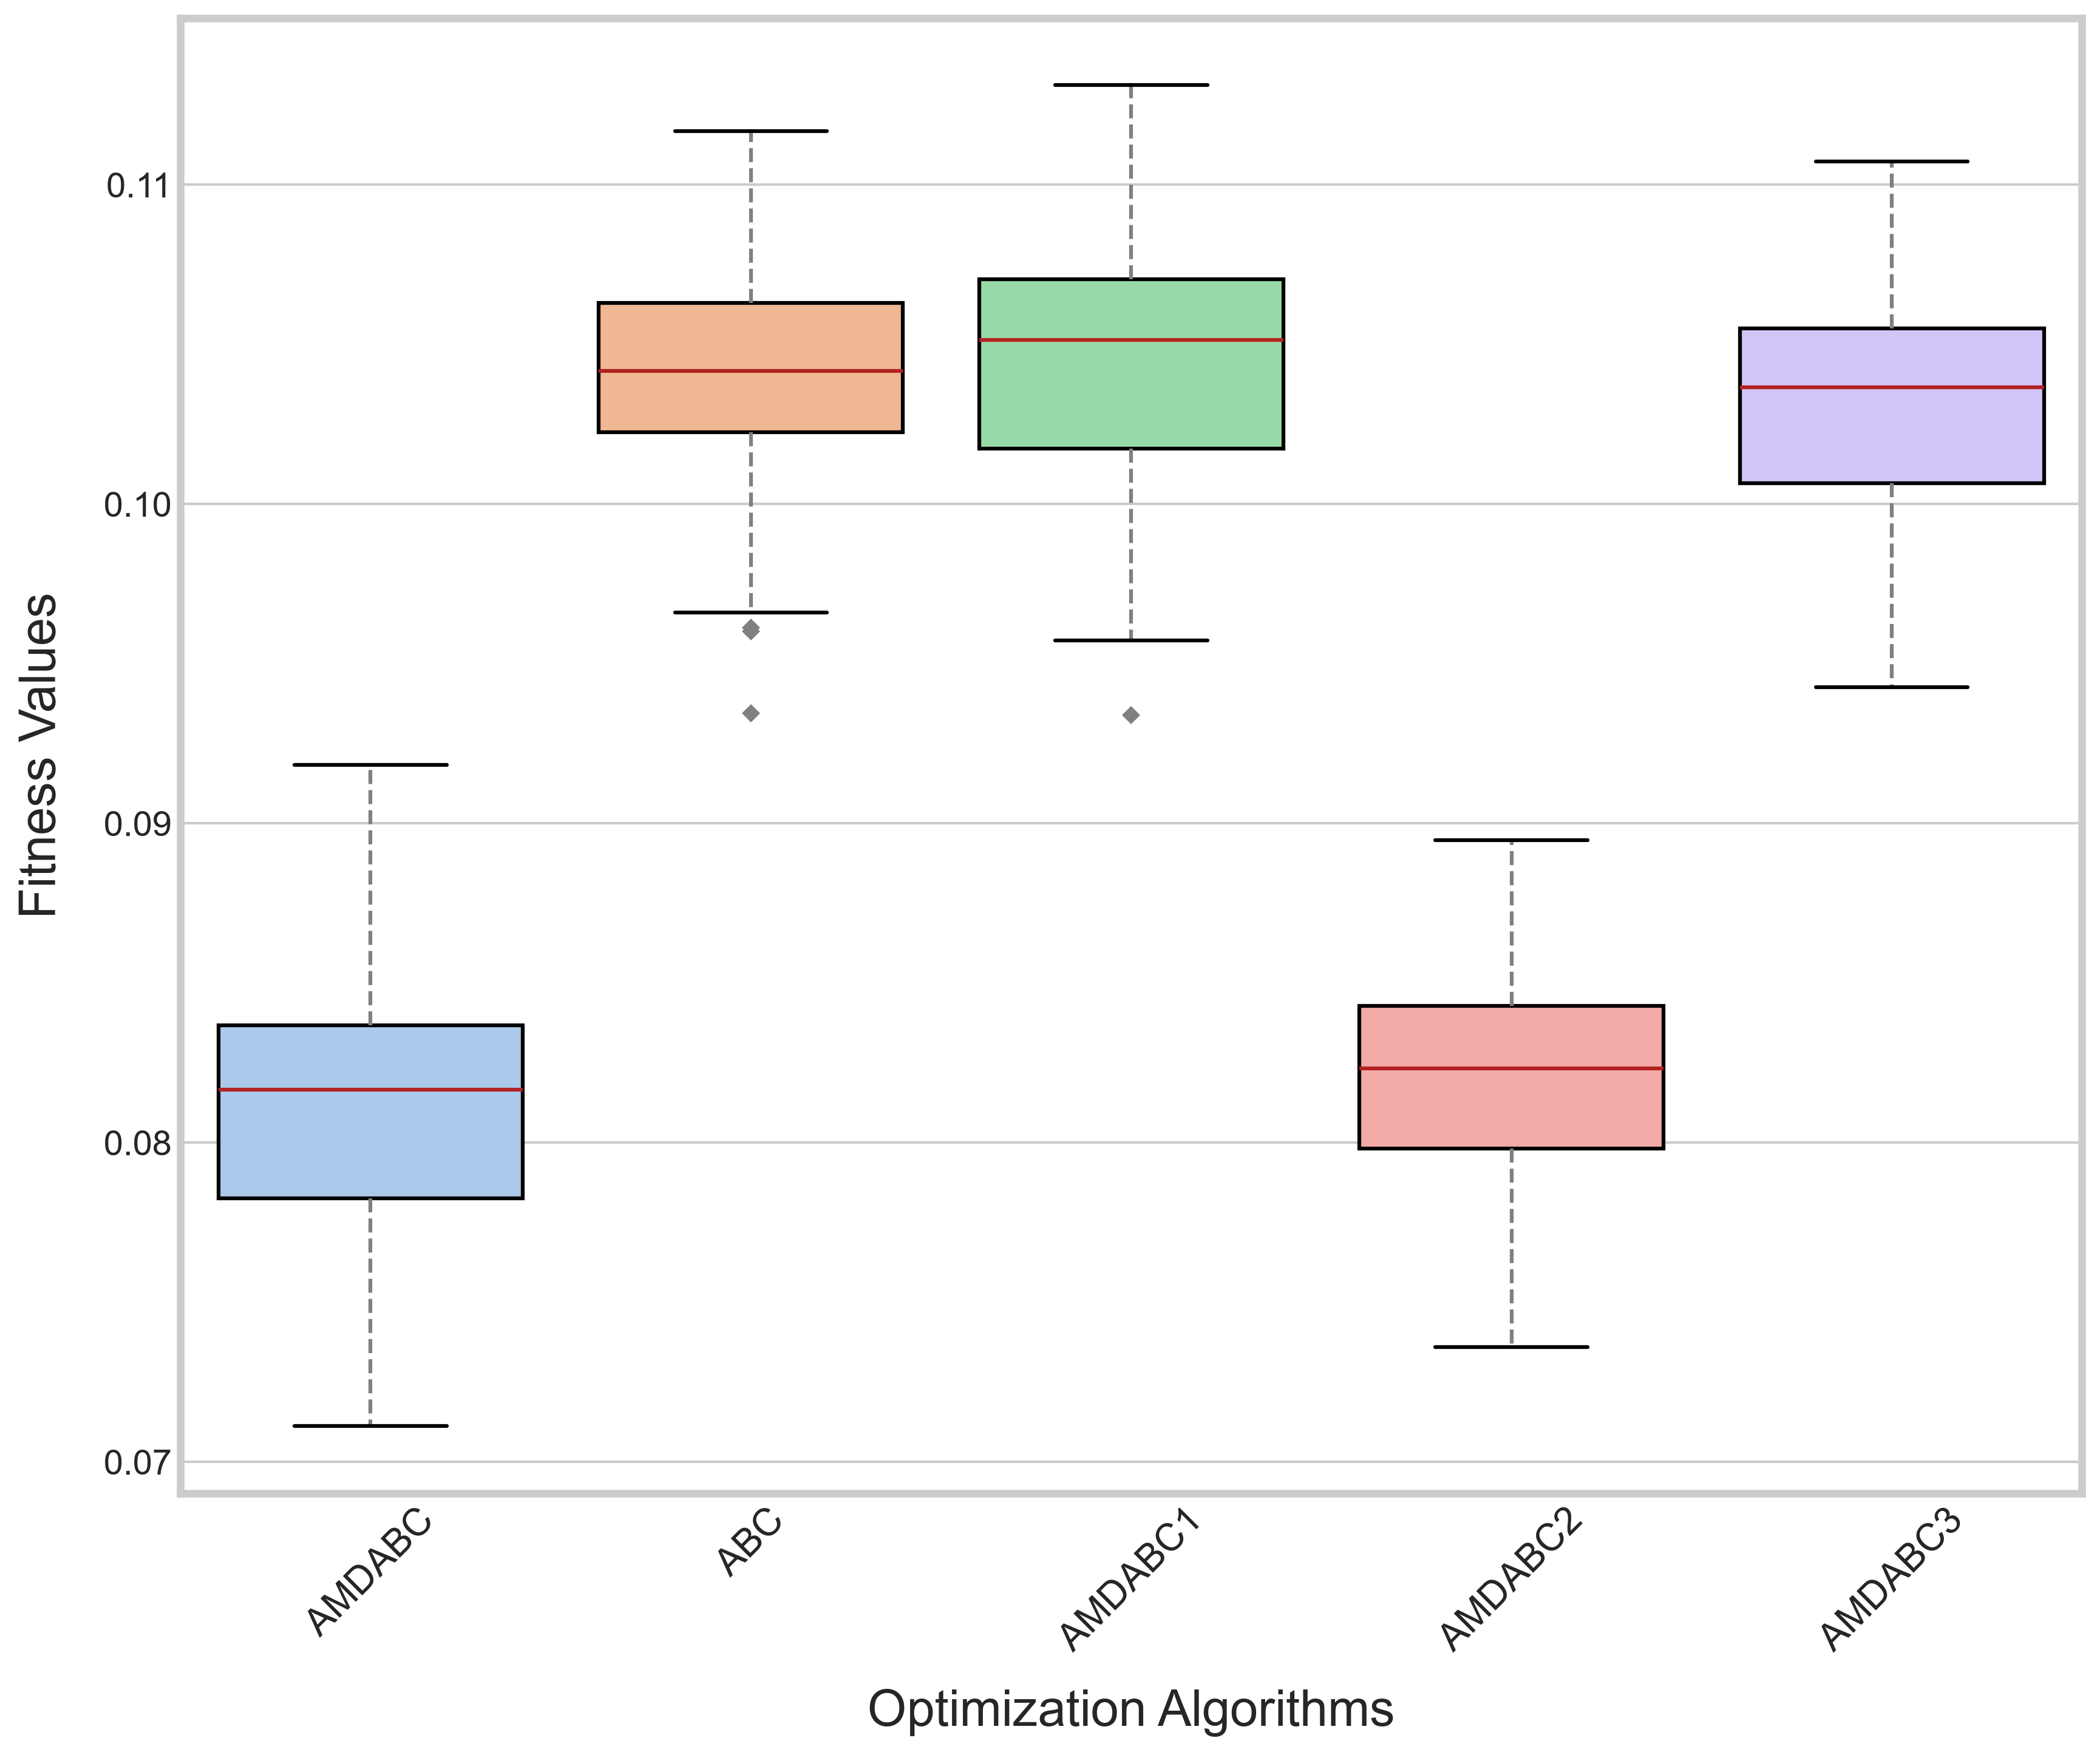 Fitness Values
0.11
0.10
0.09
0.08
0.07
AMDABC
ABC
AMDABC1
AMDABC2
AMDABC3
Optimization Algorithms